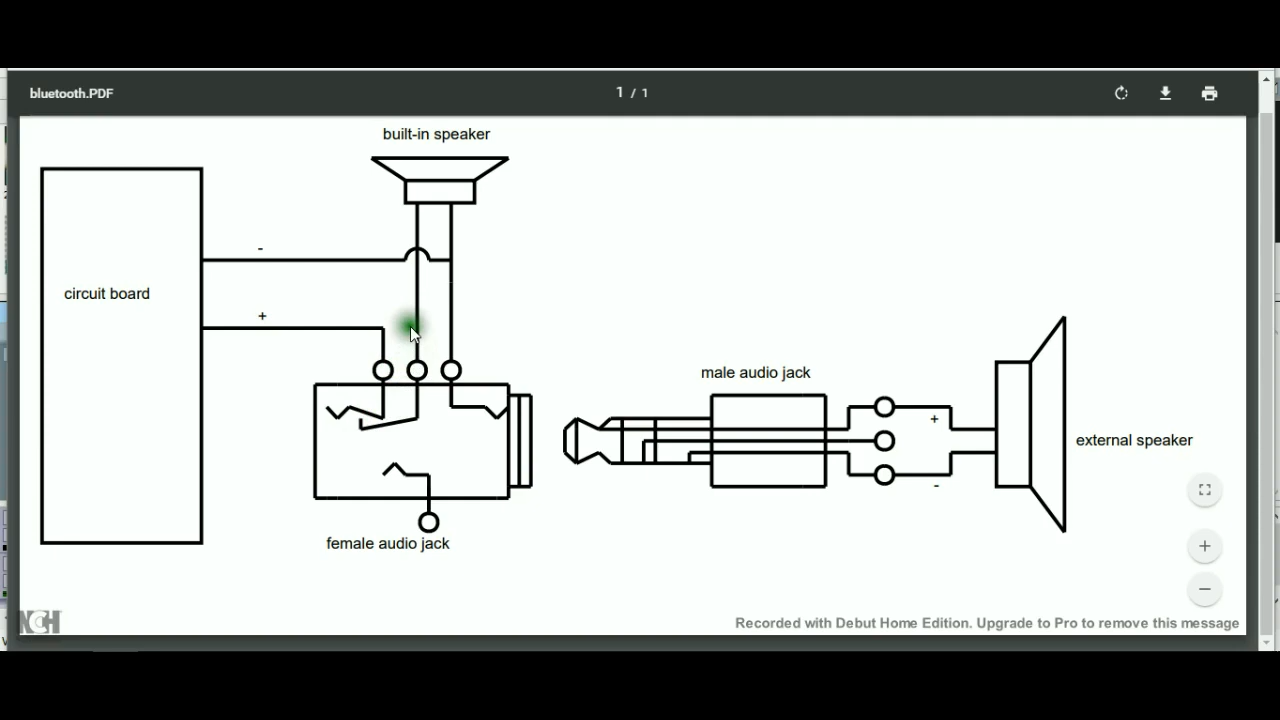 bluetooth.PDF
1 / 1
built-in speaker
-
circuit board
+
male audio jack
+
external speaker
-
female audio jack
NCH
Recorded with Debut Home Edition. Upgrade to Pro to remove this message